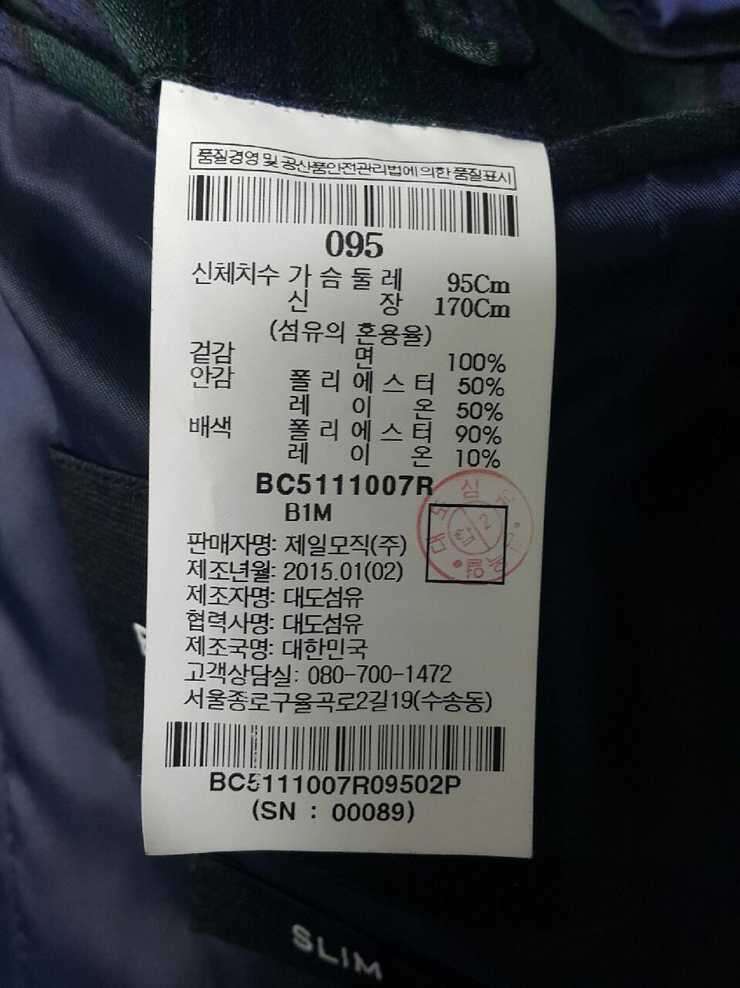 품질경영 및 공산품안전관리법에 의한 품질표시
095
신체치수 가 슴 둘 레 95Cm
신 장 170Cm
(섬유의 혼용율)
겉감 면 100%
안감 폴 리 에 스 터 50%
레 이 온 50%
배색 폴 리 에 스 터 90%
레 이 온 10%
BC5111007R
B1M
판매자명: 제일모직(주)
제조년월: 2015.01(02)
제조자명: 대도섬유
협력사명: 대도섬유
제조국명: 대한민국
고객상담실: 080-700-1472
서울종로구율곡로2길19(수송동)
BC5111007R09502P
(SN : 00089)
SLIM